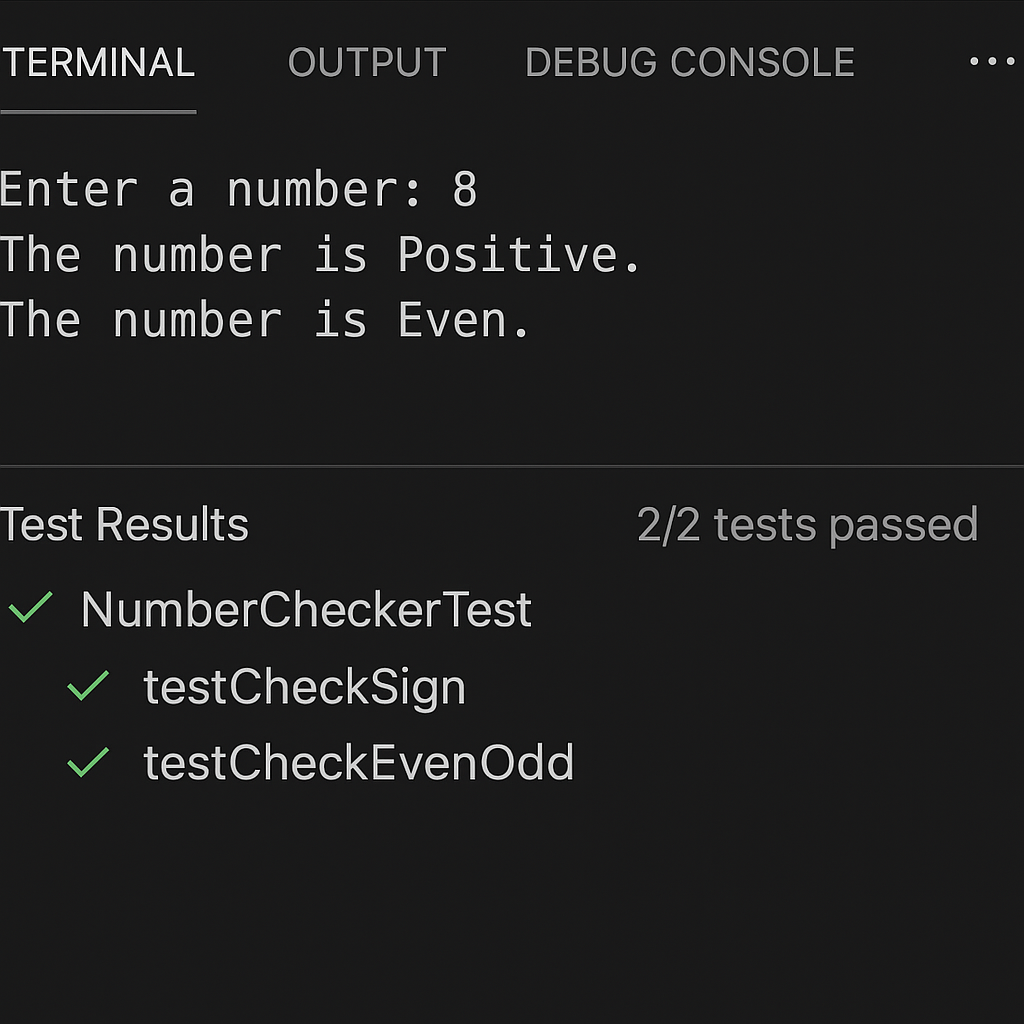 TERMINAL OUTPUT DEBUG CONSOLE ...
Enter a number: 8
The number is Positive.
The number is Even.
Test Results 2/2 tests passed
NumberCheckerTest
testCheckSign
testCheckEvenOdd